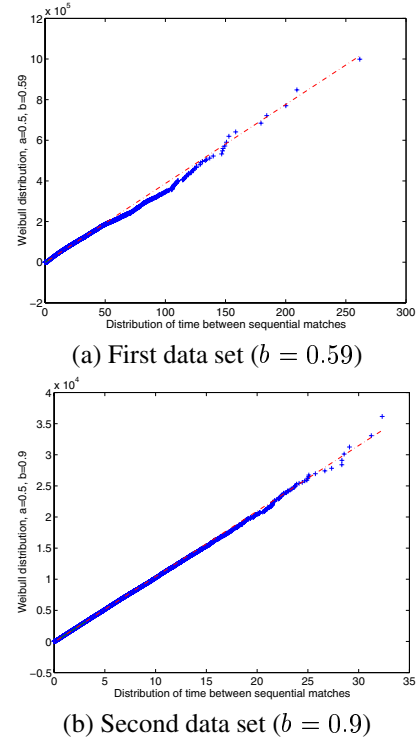 x 10^5
12
10
8
6
4
2
0
−2
Weibull distribution, a=0.5, b=0.59
0 50 100 150 200 250 300
Distribution of time between sequential matches
(a) First data set (b = 0.59)
x 10^4
4
3.5
3
2.5
2
1.5
1
0.5
0
−0.5
Weibull distribution, a=0.5, b=0.9
0 5 10 15 20 25 30 35
Distribution of time between sequential matches
(b) Second data set (b = 0.9)